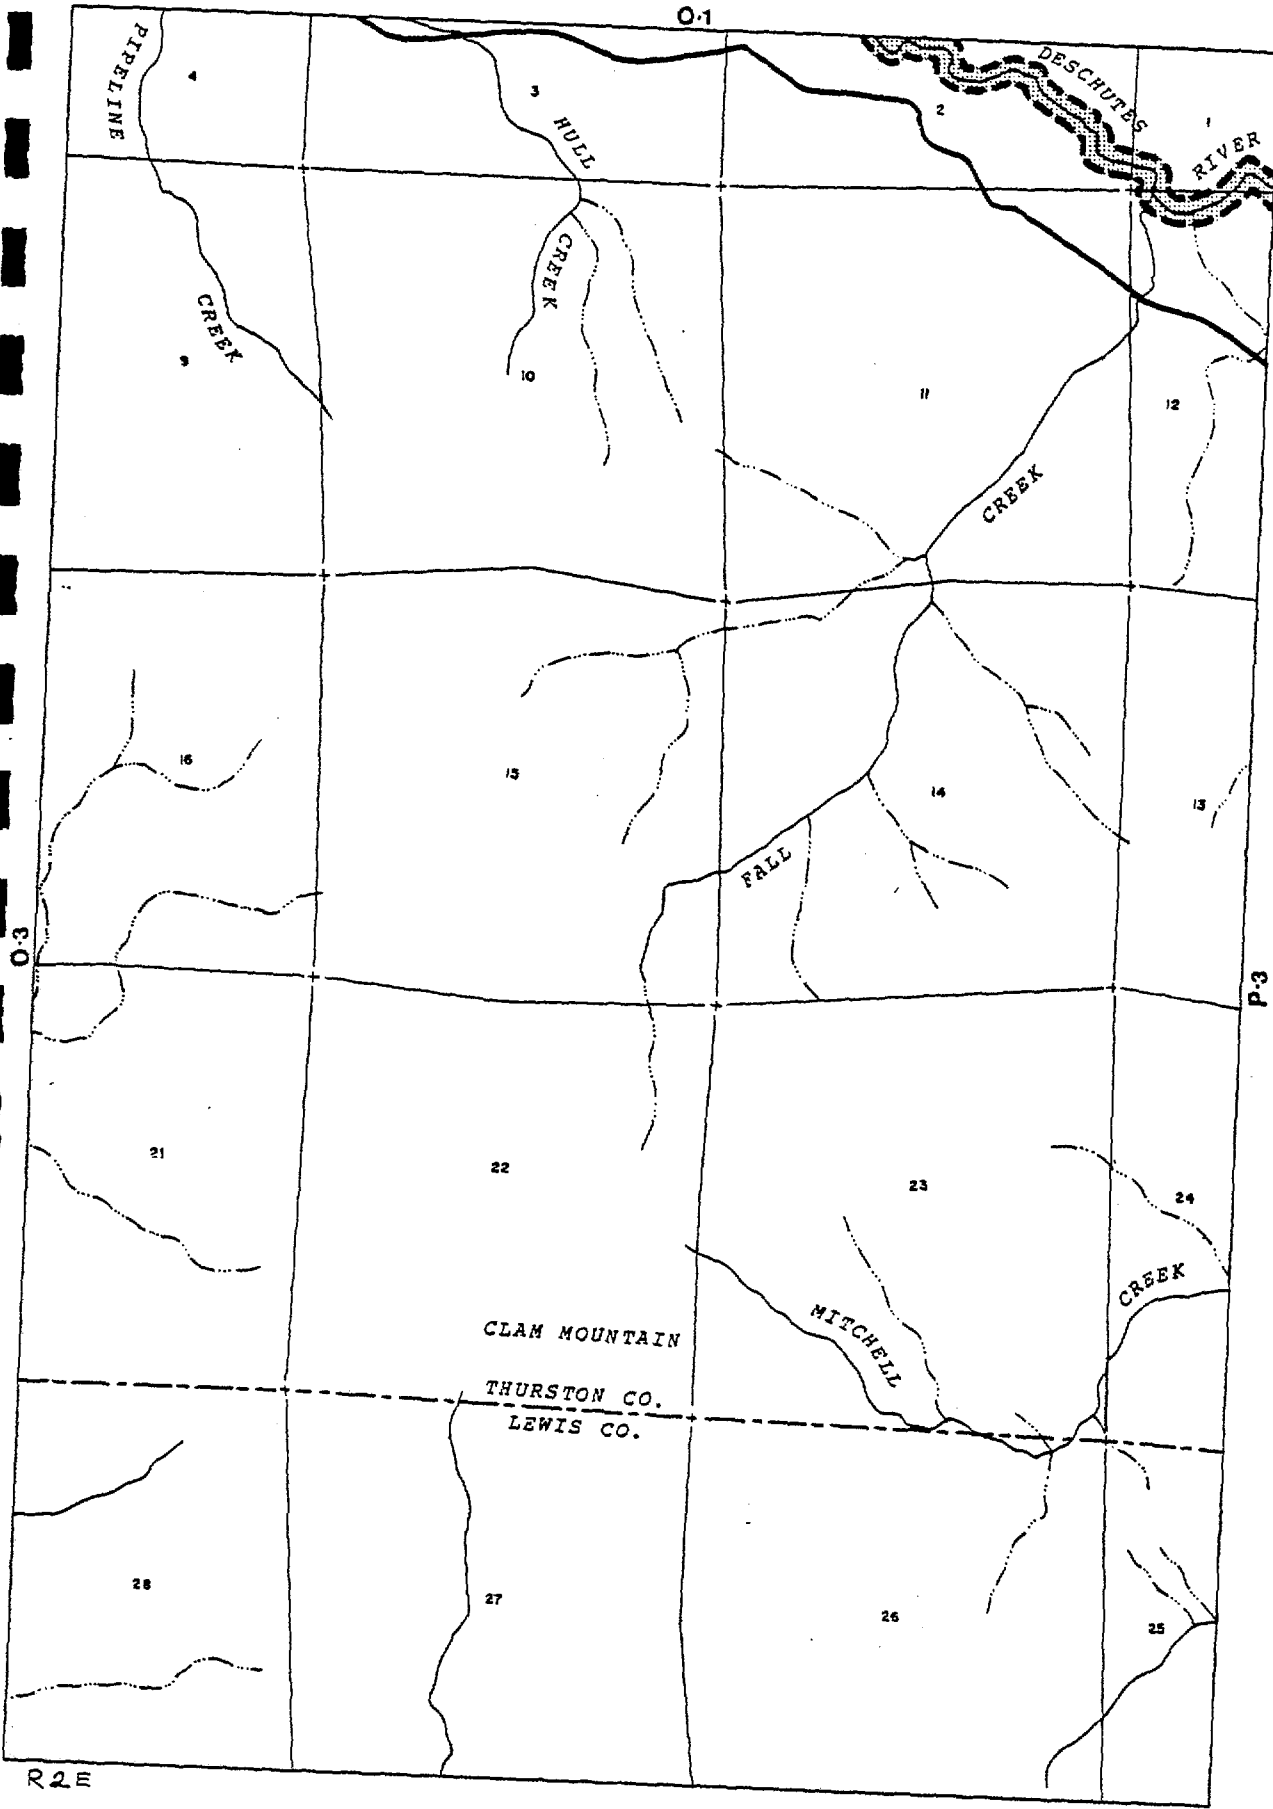 O·1
PIPELINE
CREEK
4
3
HULL
CREEK
2
DESCHUTES
RIVER
1
9
10
11
12
CREEK
16
15
14
13
FALL
O·3
P·3
21
22
23
24
CREEK
MITCHELL
CLAM MOUNTAIN
THURSTON CO.
LEWIS CO.
28
27
26
25
R2E